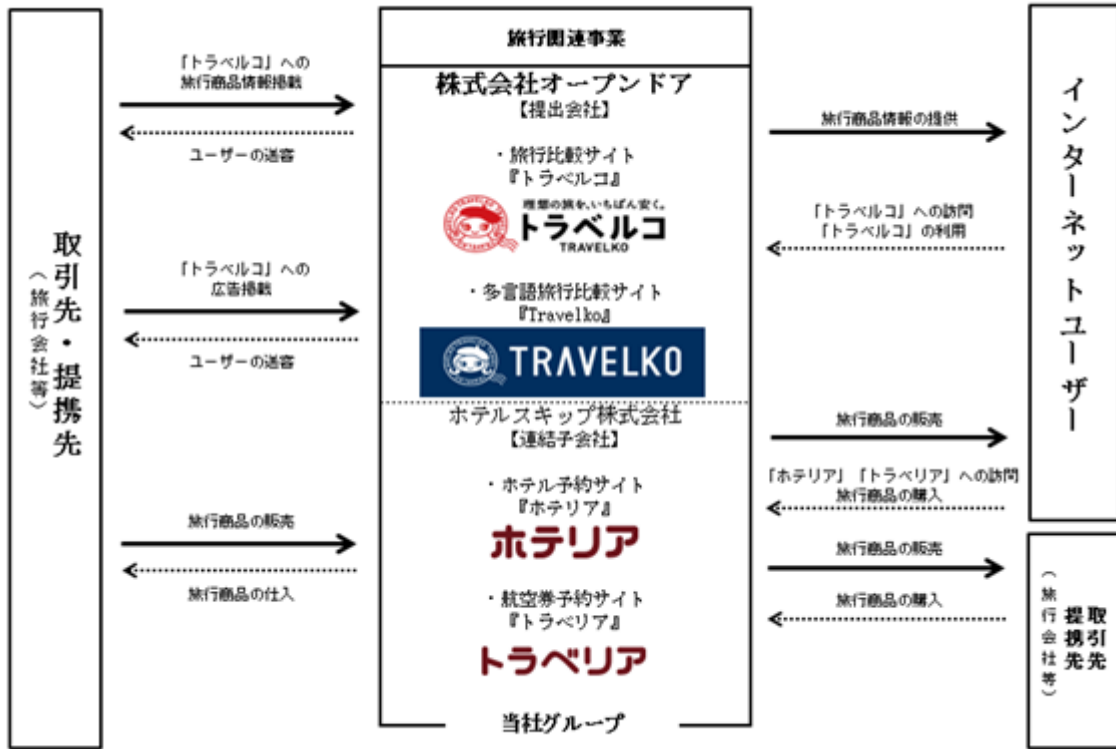 取引先・提携先
（旅行会社等）
「トラベルコ」への
旅行商品情報掲載
ユーザーの送客
「トラベルコ」への
広告掲載
ユーザーの送客
旅行商品の販売
旅行商品の仕入
旅行関連事業
株式会社オープンドア
【提出会社】
・旅行比較サイト
『トラベルコ』
理想の旅を、いちばん安く。
トラベルコ
TRAVELKO
・多言語旅行比較サイト
『Travelko』
TRAVELKO
ホテルスキップ株式会社
【連結子会社】
・ホテル予約サイト
『ホテリア』
ホテリア
・航空券予約サイト
『トラベリア』
トラベリア
当社グループ
旅行商品情報の提供
「トラベルコ」への訪問
「トラベルコ」の利用
旅行商品の販売
「ホテリア」「トラベリア」への訪問
旅行商品の購入
旅行商品の販売
旅行商品の購入
インターネットユーザー
取引先
提携先
（旅行会社等）